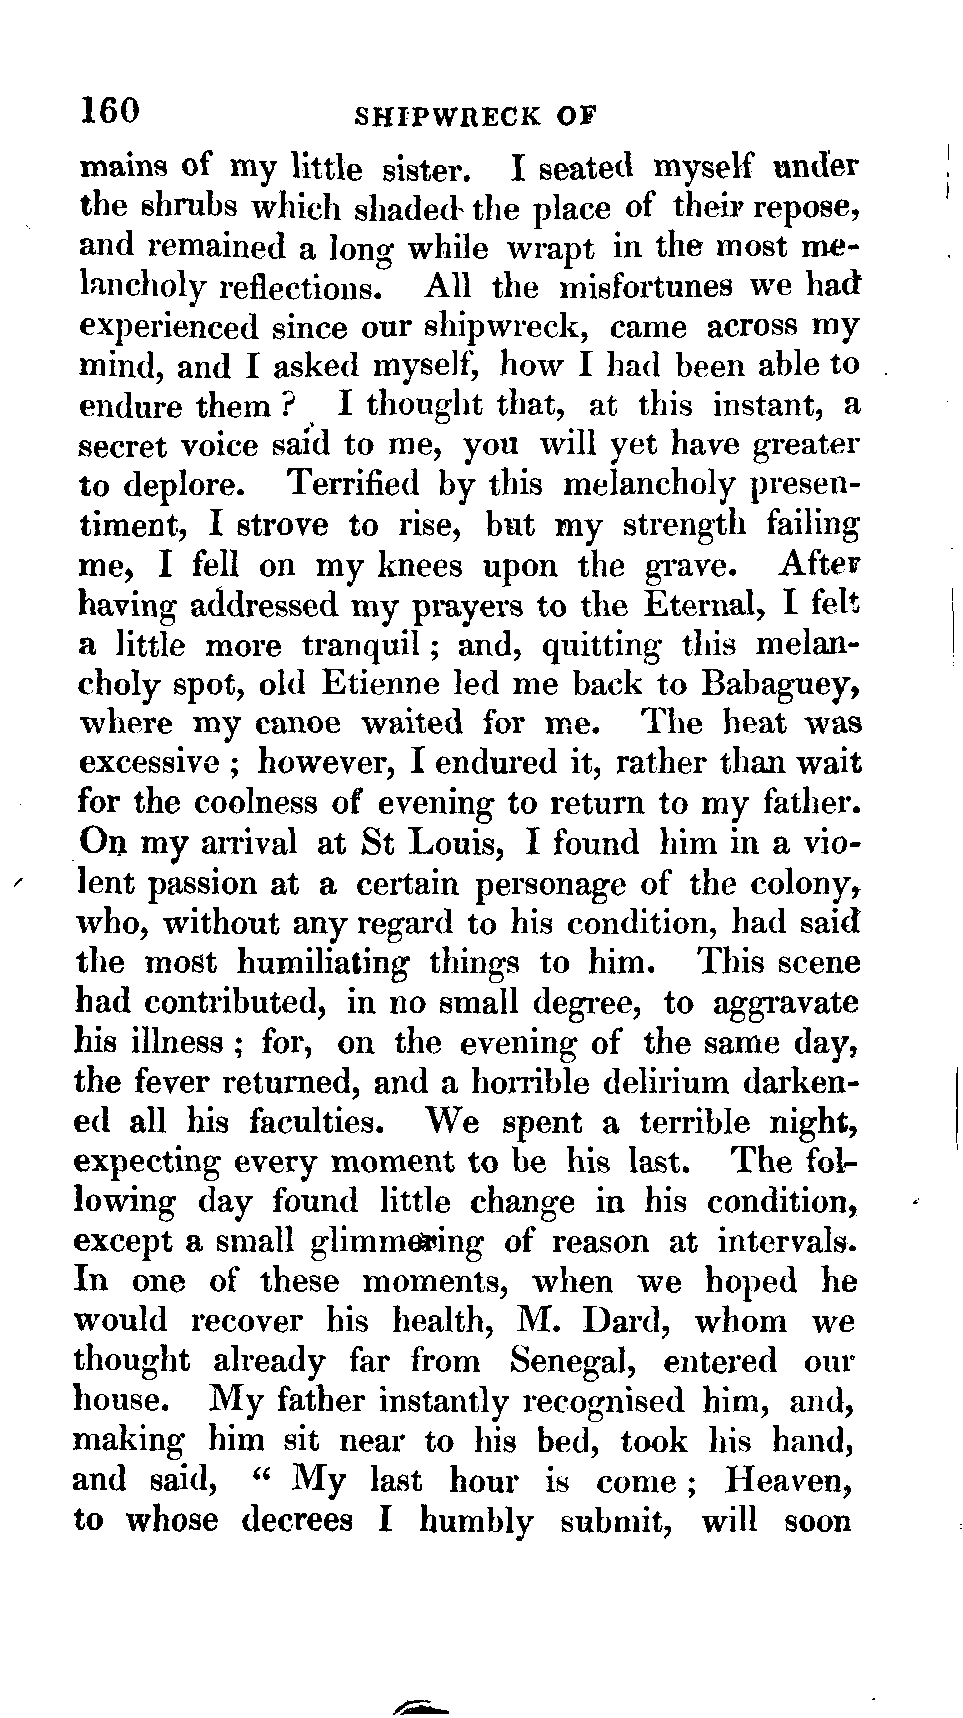 160 SHIPWRECK OF
mains of my little sister. I seated myself under
the shrubs which shaded the place of their repose,
and remained a long while wrapt in the most me-
lancholy reflections. All the misfortunes we had
experienced since our shipwreck, came across my
mind, and I asked myself, how I had been able to
endure them ? I thought that, at this instant, a
secret voice said to me, you will yet have greater
to deplore. Terrified by this melancholy presen-
timent, I strove to rise, but my strength failing
me, I fell on my knees upon the grave. After
having addressed my prayers to the Eternal, I felt
a little more tranquil ; and, quitting this melan-
choly spot, old Etienne led me back to Babaguey,
where my canoe waited for me. The heat was
excessive ; however, I endured it, rather than wait
for the coolness of evening to return to my father.
On my arrival at St Louis, I found him in a vio-
lent passion at a certain personage of the colony,
who, without any regard to his condition, had said
the most humiliating things to him. This scene
had contributed, in no small degree, to aggravate
his illness ; for, on the evening of the same day,
the fever returned, and a horrible delirium darken-
ed all his faculties. We spent a terrible night,
expecting every moment to be his last. The fol-
lowing day found little change in his condition,
except a small glimmering of reason at intervals.
In one of these moments, when we hoped he
would recover his health, M. Dard, whom we
thought already far from Senegal, entered our
house. My father instantly recognised him, and,
making him sit near to his bed, took his hand,
and said, “ My last hour is come ; Heaven,
to whose decrees I humbly submit, will soon